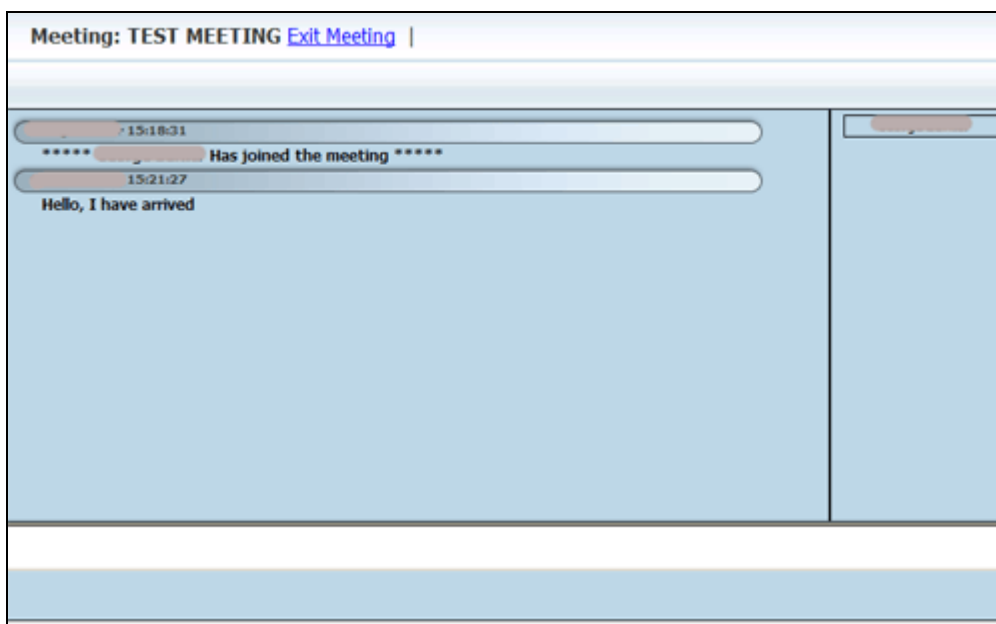 Meeting: TEST MEETING Exit Meeting |
15:18:31
***** Has joined the meeting *****
15:21:27
Hello, I have arrived